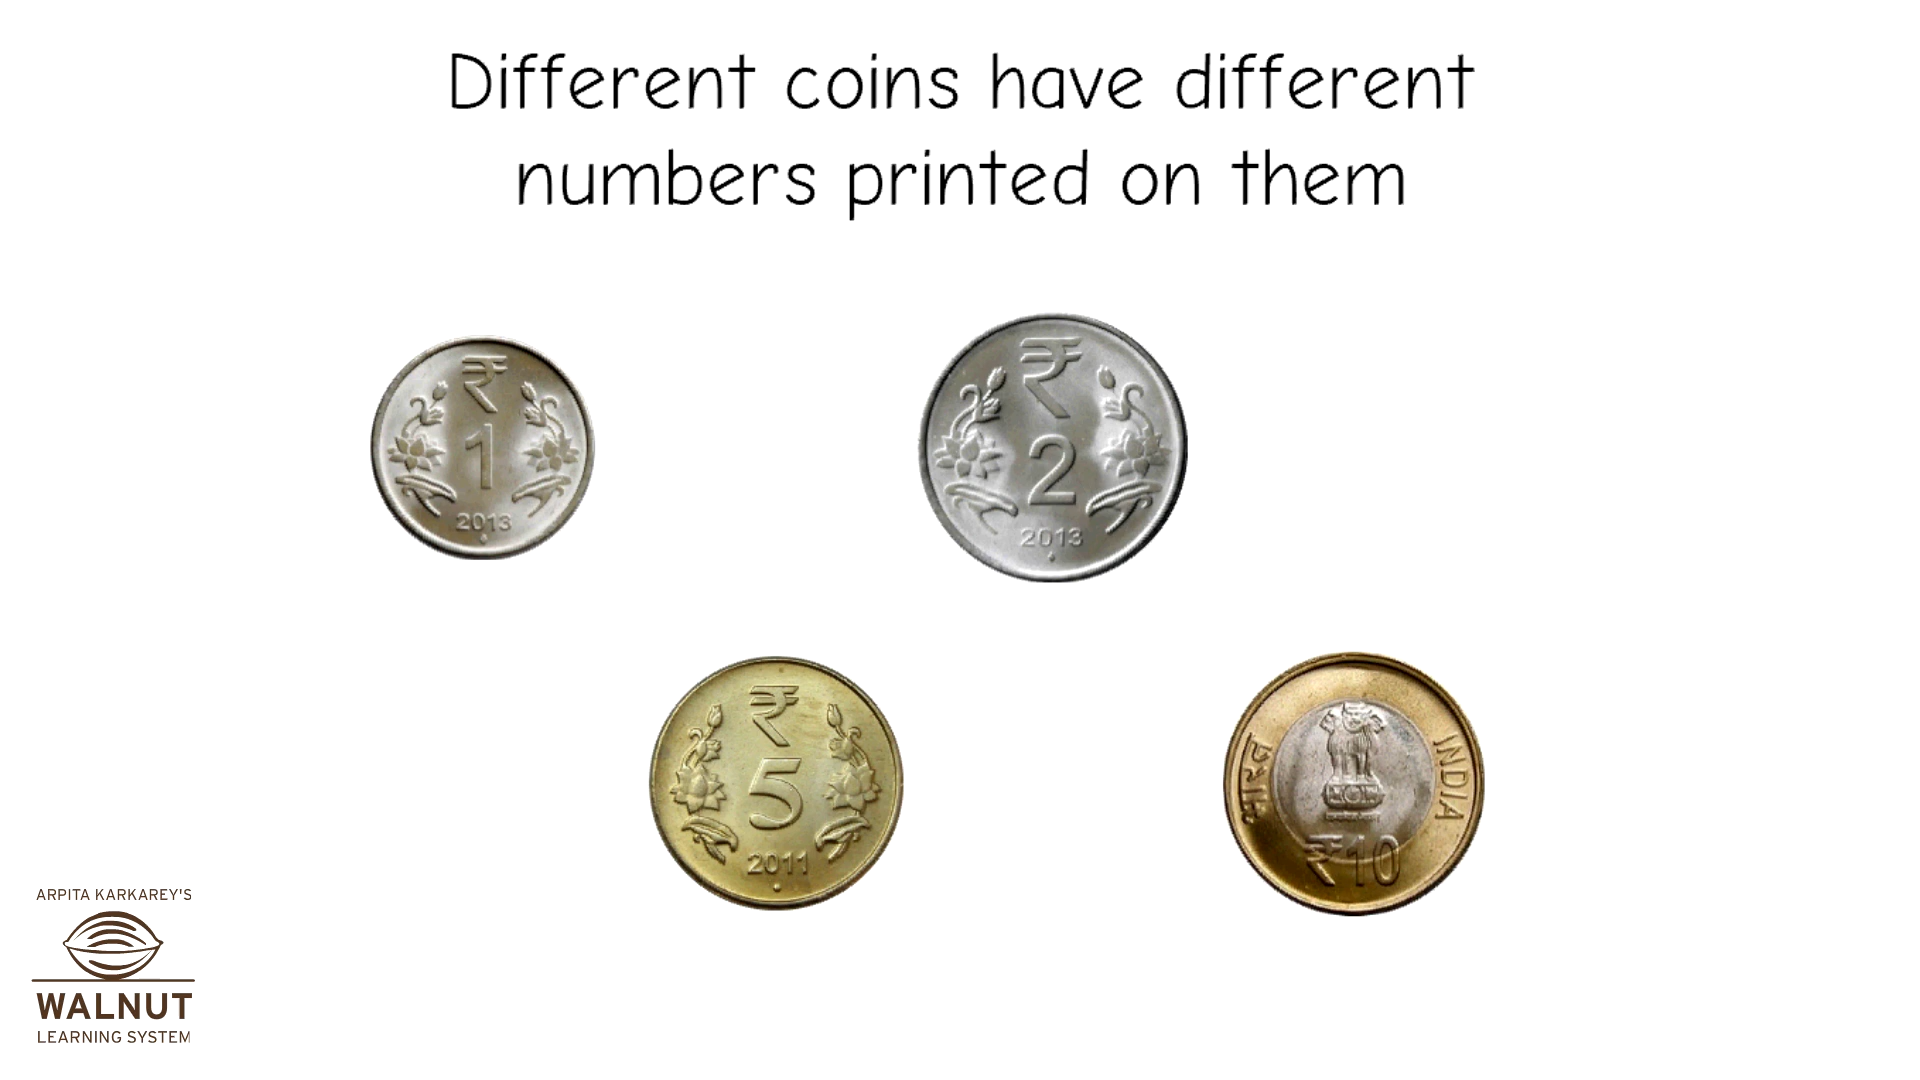 Different coins have different
numbers printed on them
₹
1
2013
₹
2
2013
₹
5
2011
भारत
INDIA
₹10
ARPITA KARKAREY'S
WALNUT
LEARNING SYSTEM